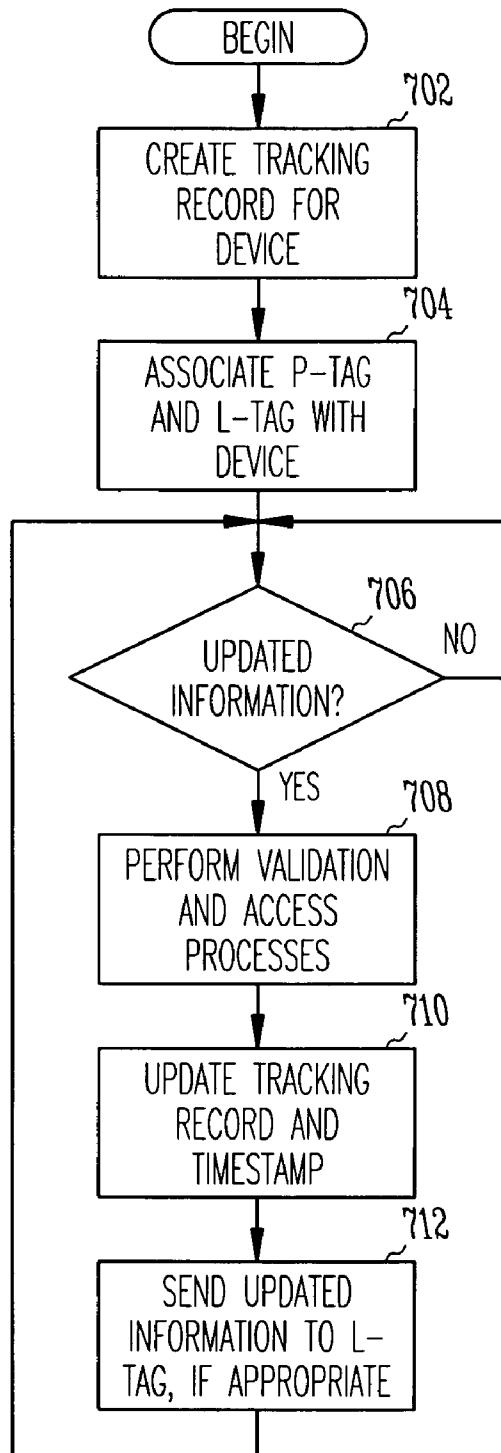 BEGIN
702
CREATE TRACKING
RECORD FOR
DEVICE
704
ASSOCIATE P-TAG
AND L-TAG WITH
DEVICE
706
UPDATED
INFORMATION?
NO
YES
708
PERFORM VALIDATION
AND ACCESS
PROCESSES
710
UPDATE TRACKING
RECORD AND
TIMESTAMP
712
SEND UPDATED
INFORMATION TO L-
TAG, IF APPROPRIATE